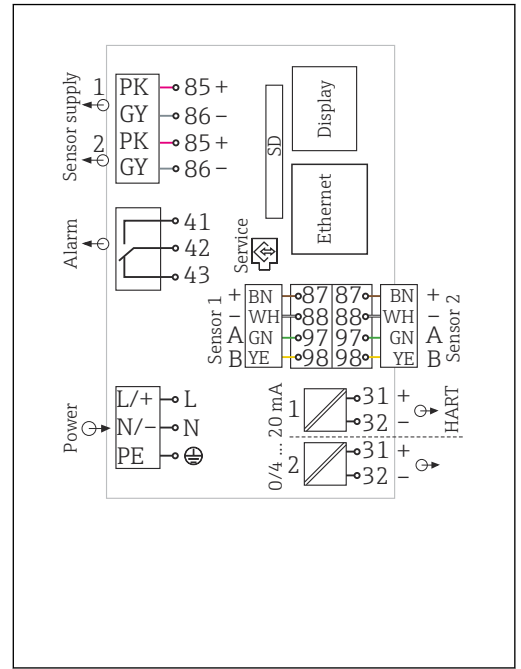 Sensor supply
1
PK
85 +
GY
86 –
2
PK
85 +
GY
86 –
Display
SD
Ethernet
Alarm
41
42
43
Service
Sensor 1
+ BN 87 87 BN +
– WH 88 88 WH –
A GN 97 97 GN A
B YE 98 98 YE B
Sensor 2
Power
L/+ L
N/– N
PE
0/4 ... 20 mA
1
31 +
32 –
HART
2
31 +
32 –